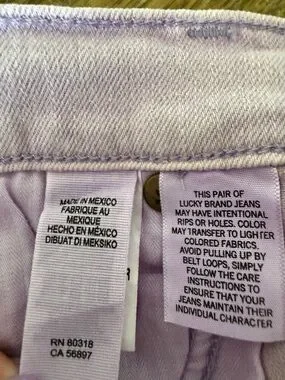 MADE IN MEXICO
FABRIQUE AU
MEXIQUE
HECHO EN MÉXICO
DIBUAT DI MEKSIKO
RN 80318
CA 56897
THIS PAIR OF
LUCKY BRAND JEANS
MAY HAVE INTENTIONAL
RIPS OR HOLES. COLOR
MAY TRANSFER TO LIGHTER
COLORED FABRICS.
AVOID PULLING UP BY
BELT LOOPS, SIMPLY
FOLLOW THE CARE
INSTRUCTIONS TO
ENSURE THAT YOUR
JEANS MAINTAIN THEIR
INDIVIDUAL CHARACTER